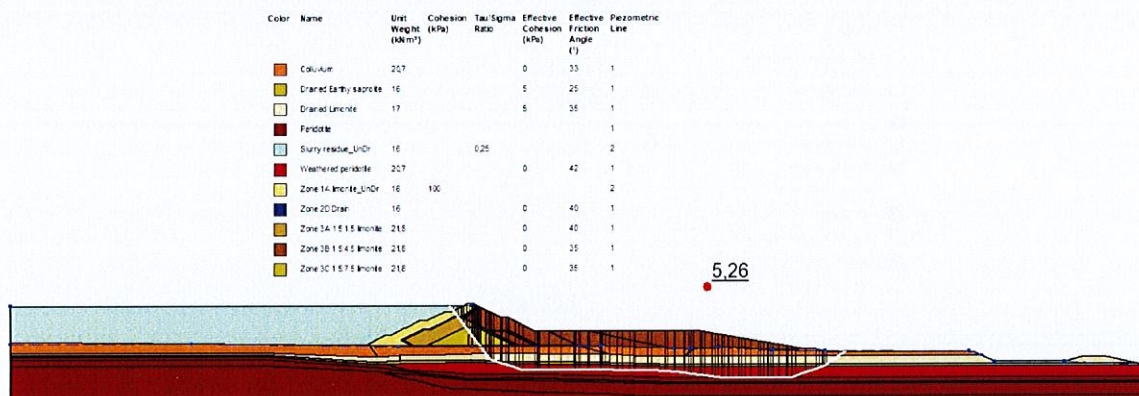 Color Name Unit Weight (kN/m³) Cohesion (kPa) Tau/Sigma Ratio Effective Cohesion (kPa) Effective Friction Angle (°) Piezometric Line
Colluvium 20,7 0 33 1
Drained Earthy saprolite 16 5 25 1
Drained Limonite 17 5 35 1
Peridotite 1
Slurry residue_UnDr 16 0,25 2
Weathered peridotite 20,7 0 42 1
Zone 1A limonite_UnDr 16 100 2
Zone 2D Drain 16 0 40 1
Zone 3A 1.5:1.5 limonite 21,8 0 40 1
Zone 3B 1.5:4.5 limonite 21,8 0 35 1
Zone 3C 1.5:7.5 limonite 21,8 0 35 1
5,26